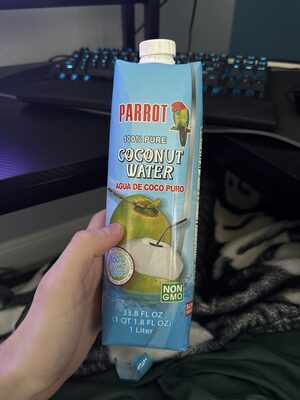 PARROT
100% PURE
COCONUT
WATER
AGUA DE COCO PURO
100%
NON
GMO
33.8 FL OZ
(1 QT 1.8 FL OZ)
1 Liter